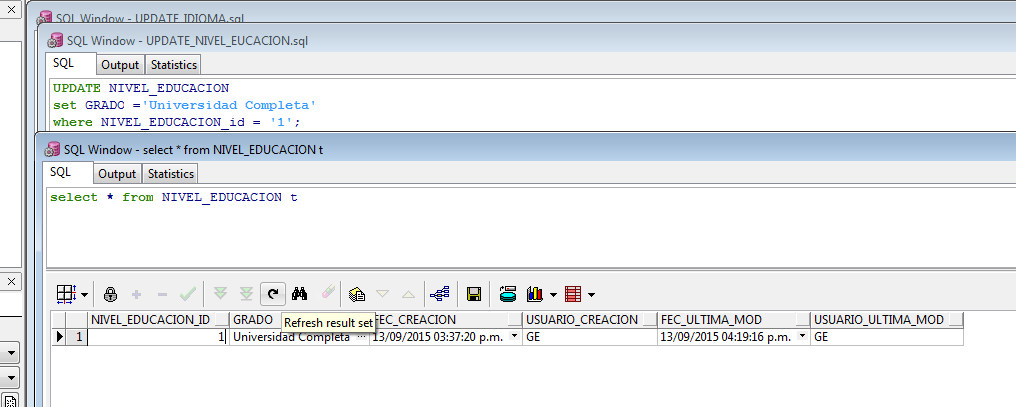 SQL Window - UPDATE_IDIOMA.sql
SQL Window - UPDATE_NIVEL_EUCACION.sql
SQL Output Statistics
UPDATE NIVEL_EDUCACION
set GRADO ='Universidad Completa'
where NIVEL_EDUCACION_id = '1';
SQL Window - select * from NIVEL_EDUCACION t
SQL Output Statistics
select * from NIVEL_EDUCACION t
Refresh result set
NIVEL_EDUCACION_ID GRADO FEC_CREACION USUARIO_CREACION FEC_ULTIMA_MOD USUARIO_ULTIMA_MOD
1 1 Universidad Completa ... 13/09/2015 03:37:20 p.m. GE 13/09/2015 04:19:16 p.m. GE